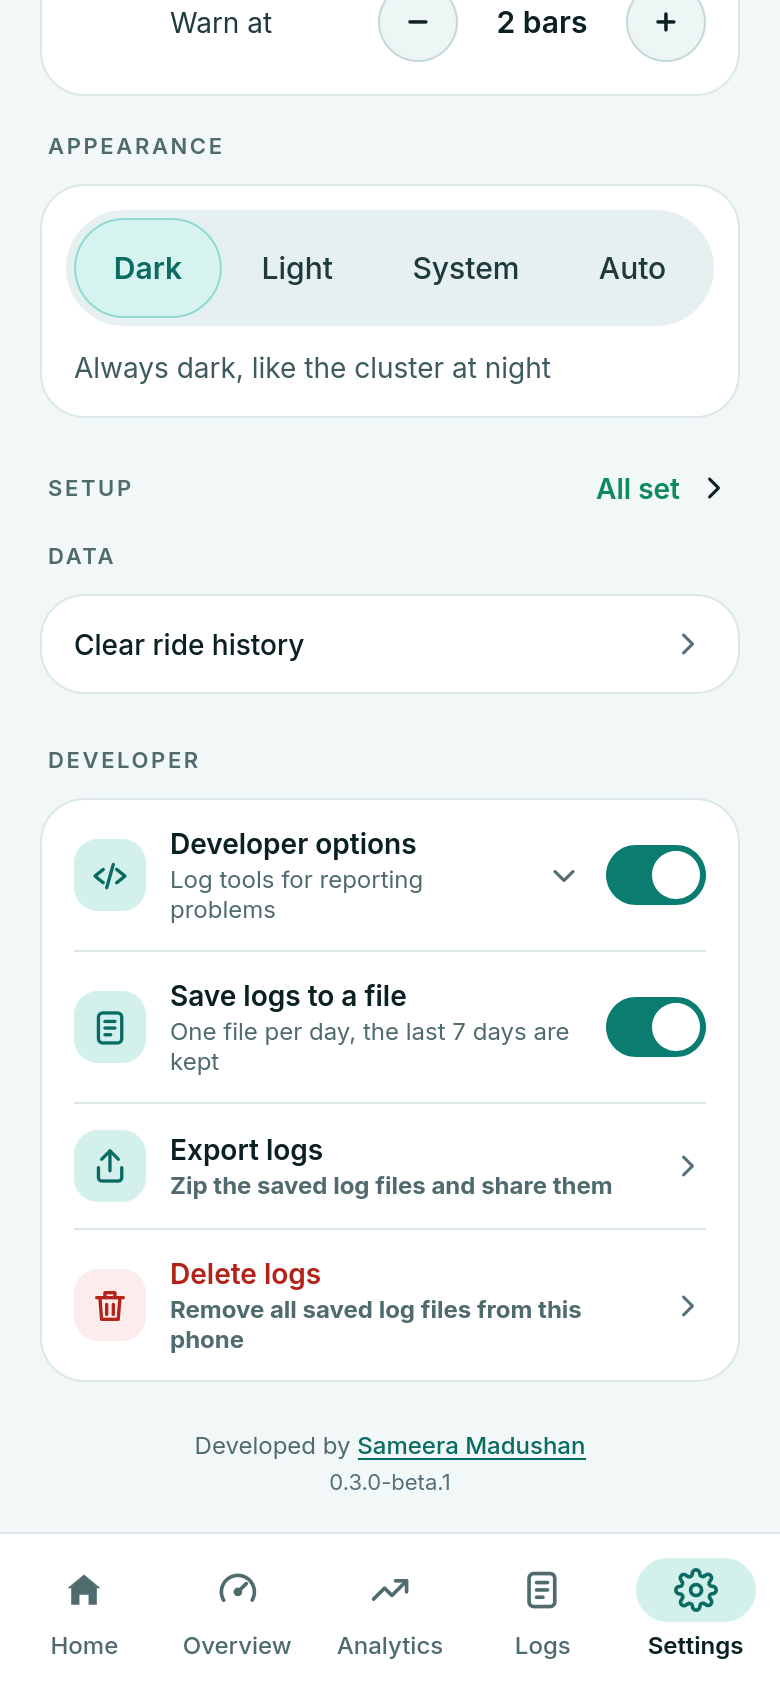 Warn at
2 bars
APPEARANCE
Dark
Light
System
Auto
Always dark, like the cluster at night
SETUP
All set
DATA
Clear ride history
DEVELOPER
Developer options
Log tools for reporting
problems
Save logs to a file
One file per day, the last 7 days are
kept
Export logs
Zip the saved log files and share them
Delete logs
Remove all saved log files from this
phone
Developed by Sameera Madushan
0.3.0-beta.1
Home
Overview
Analytics
Logs
Settings